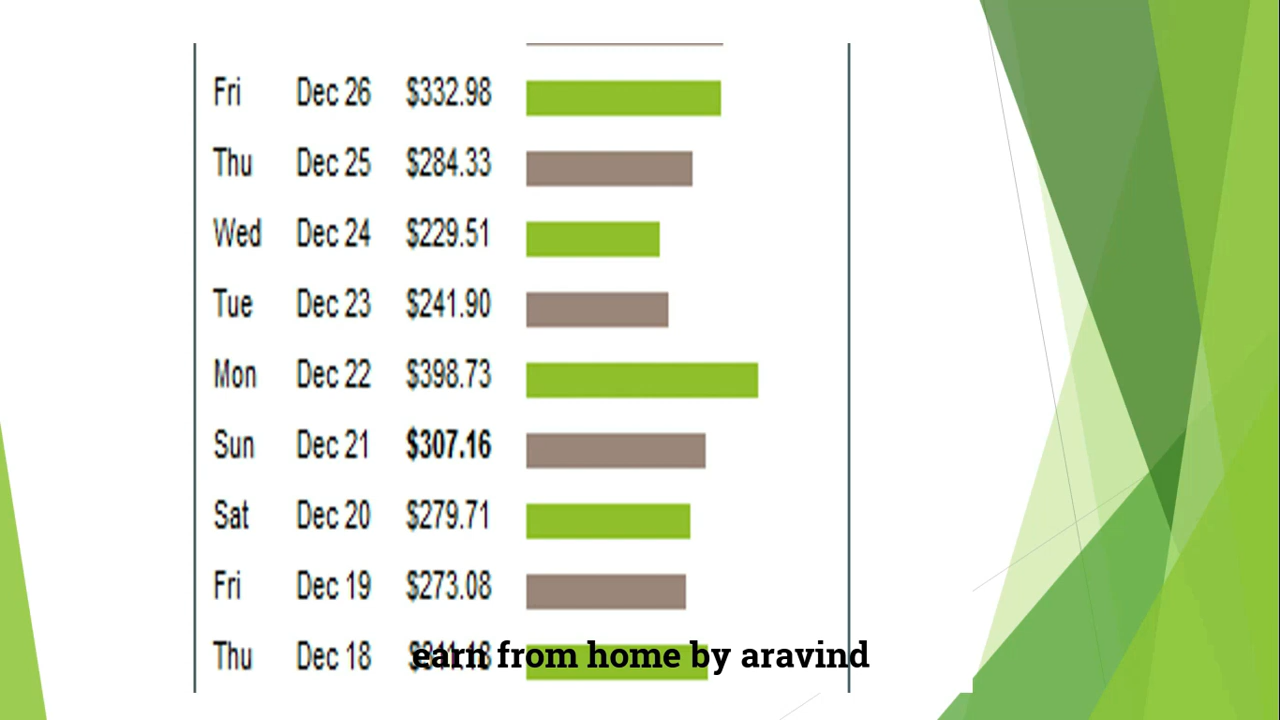 Fri Dec 26 $332.98
Thu Dec 25 $284.33
Wed Dec 24 $229.51
Tue Dec 23 $241.90
Mon Dec 22 $398.73
Sun Dec 21 $307.16
Sat Dec 20 $279.71
Fri Dec 19 $273.08
Thu Dec 18
earn from home by aravind